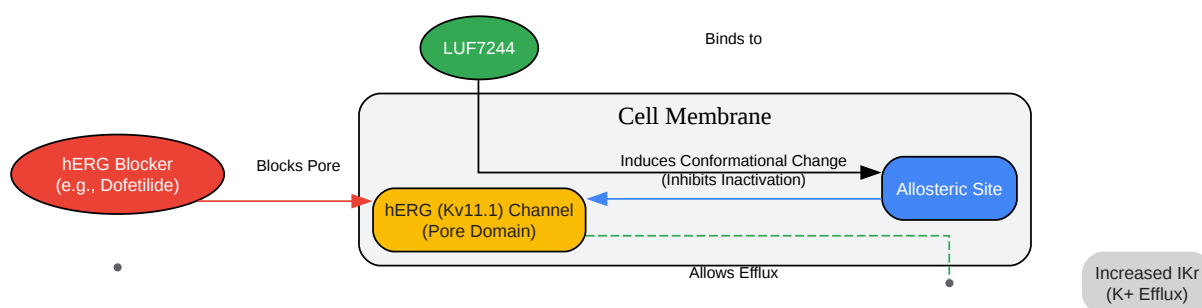 LUF7244
Binds to
Cell Membrane
hERG Blocker
(e.g., Dofetilide)
Blocks Pore
Induces Conformational Change
(Inhibits Inactivation)
Allosteric Site
hERG (Kv11.1) Channel
(Pore Domain)
Allows Efflux
Increased IKr
(K+ Efflux)